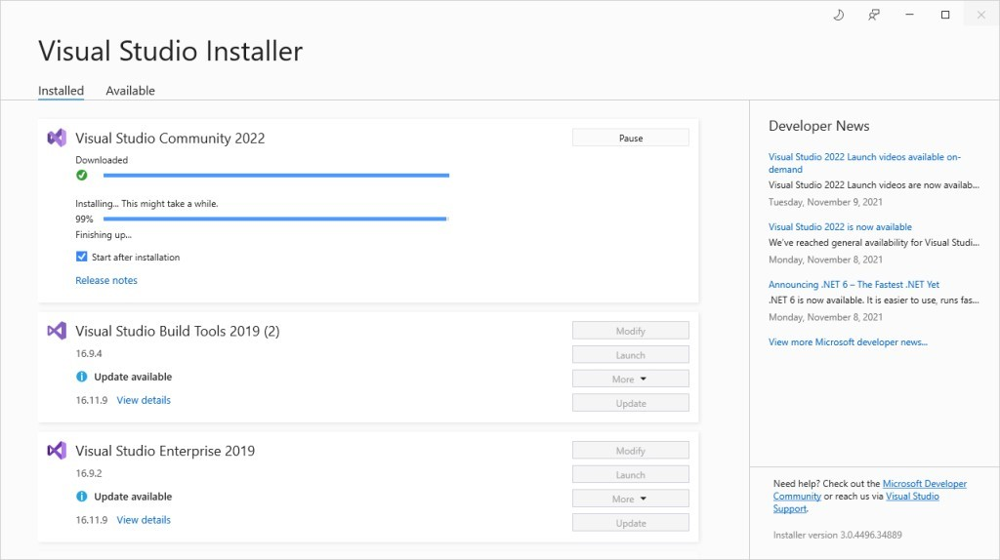 Visual Studio Installer
Installed
Available
Visual Studio Community 2022
Pause
Downloaded
Installing... This might take a while.
99%
Finishing up...
Start after installation
Release notes
Visual Studio Build Tools 2019 (2)
16.9.4
Update available
16.11.9 View details
Modify
Launch
More
Update
Visual Studio Enterprise 2019
16.9.2
Update available
16.11.9 View details
Modify
Launch
More
Update
Developer News
Visual Studio 2022 Launch videos available on-
demand
Visual Studio 2022 Launch videos are now availab...
Tuesday, November 9, 2021
Visual Studio 2022 is now available
We've reached general availability for Visual Studi...
Monday, November 8, 2021
Announcing .NET 6 – The Fastest .NET Yet
.NET 6 is now available. It is easier to use, runs fas...
Monday, November 8, 2021
View more Microsoft developer news...
Need help? Check out the Microsoft Developer
Community or reach us via Visual Studio
Support.
Installer version 3.0.4496.34889